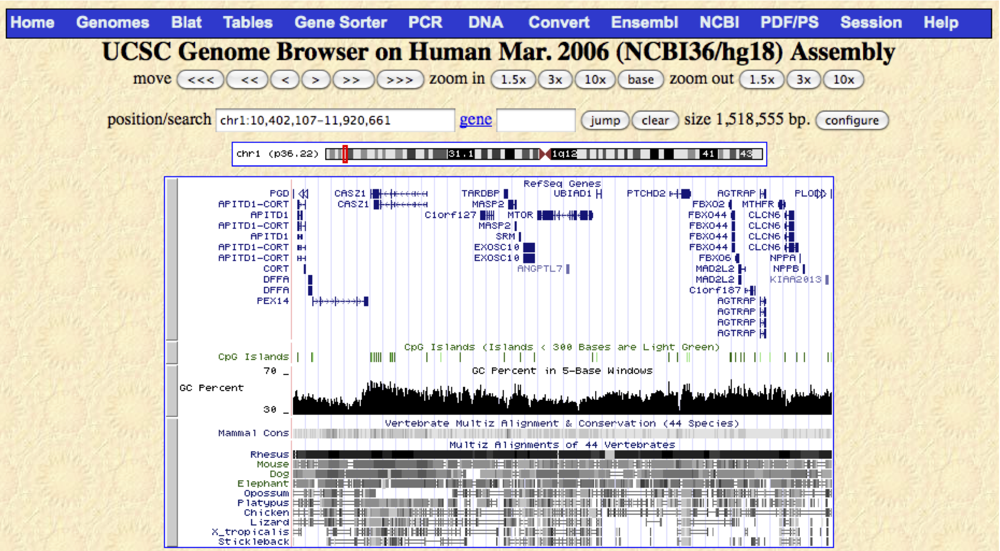 Home Genomes Blat Tables Gene Sorter PCR DNA Convert Ensembl NCBI PDF/PS Session Help
UCSC Genome Browser on Human Mar. 2006 (NCBI36/hg18) Assembly
move <<< << < > >> >>> zoom in 1.5x 3x 10x base zoom out 1.5x 3x 10x
position/search chr1:10,402,107-11,920,661 gene jump clear size 1,518,555 bp. configure
chr1 (p36.22) 31.1 1q12 41 43
RefSeq Genes
PGD CASZ1 TARDBP UBIAD1 PTCHD2 AGTRAP PLOD
APITD1-CORT CASZ1 MASP2 FBXO2 MTHFR
APITD1 C1orf127 MTOR FBXO44 CLCN6
APITD1-CORT MASP2 FBXO44 CLCN6
APITD1 SRM FBXO44 CLCN6
APITD1-CORT EXOSC10 FBXO44 CLCN6
APITD1-CORT EXOSC10 FBXO6 NPPA
CORT ANGPTL7 MAD2L2 NPPB
DFFA MAD2L2 KIAA2013
DFFA C1orf187
PEX14 AGTRAP
AGTRAP
AGTRAP
AGTRAP
CpG Islands (Islands < 300 Bases are Light Green)
CpG Islands
70 GC Percent in 5-Base Windows
GC Percent
30
Vertebrate Multiz Alignment & Conservation (44 Species)
Mammal Cons
Multiz Alignments of 44 Vertebrates
Rhesus
Mouse
Dog
Elephant
Opossum
Platypus
Chicken
Lizard
X_tropicalis
Stickleback